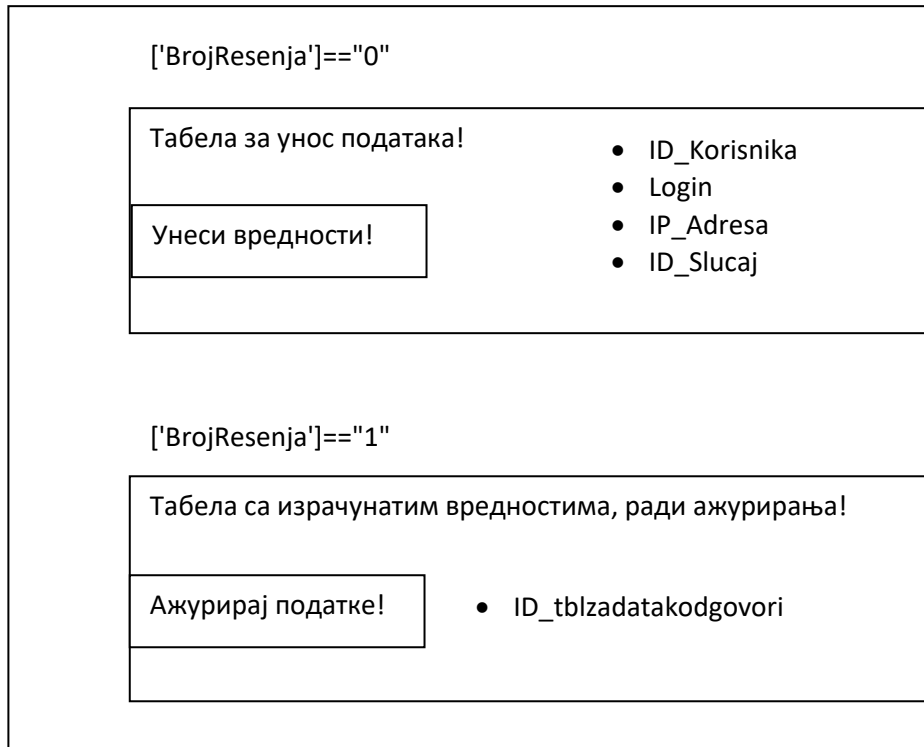 ['BrojResenja']=="0"
Табела за унос података!
• ID_Korisnika
• Login
• IP_Adresa
• ID_Slucaj
Унеси вредности!
['BrojResenja']=="1"
Табела са израчунатим вредностима, ради ажурирања!
Ажурирај податке!
• ID_tblzadatakodgovori